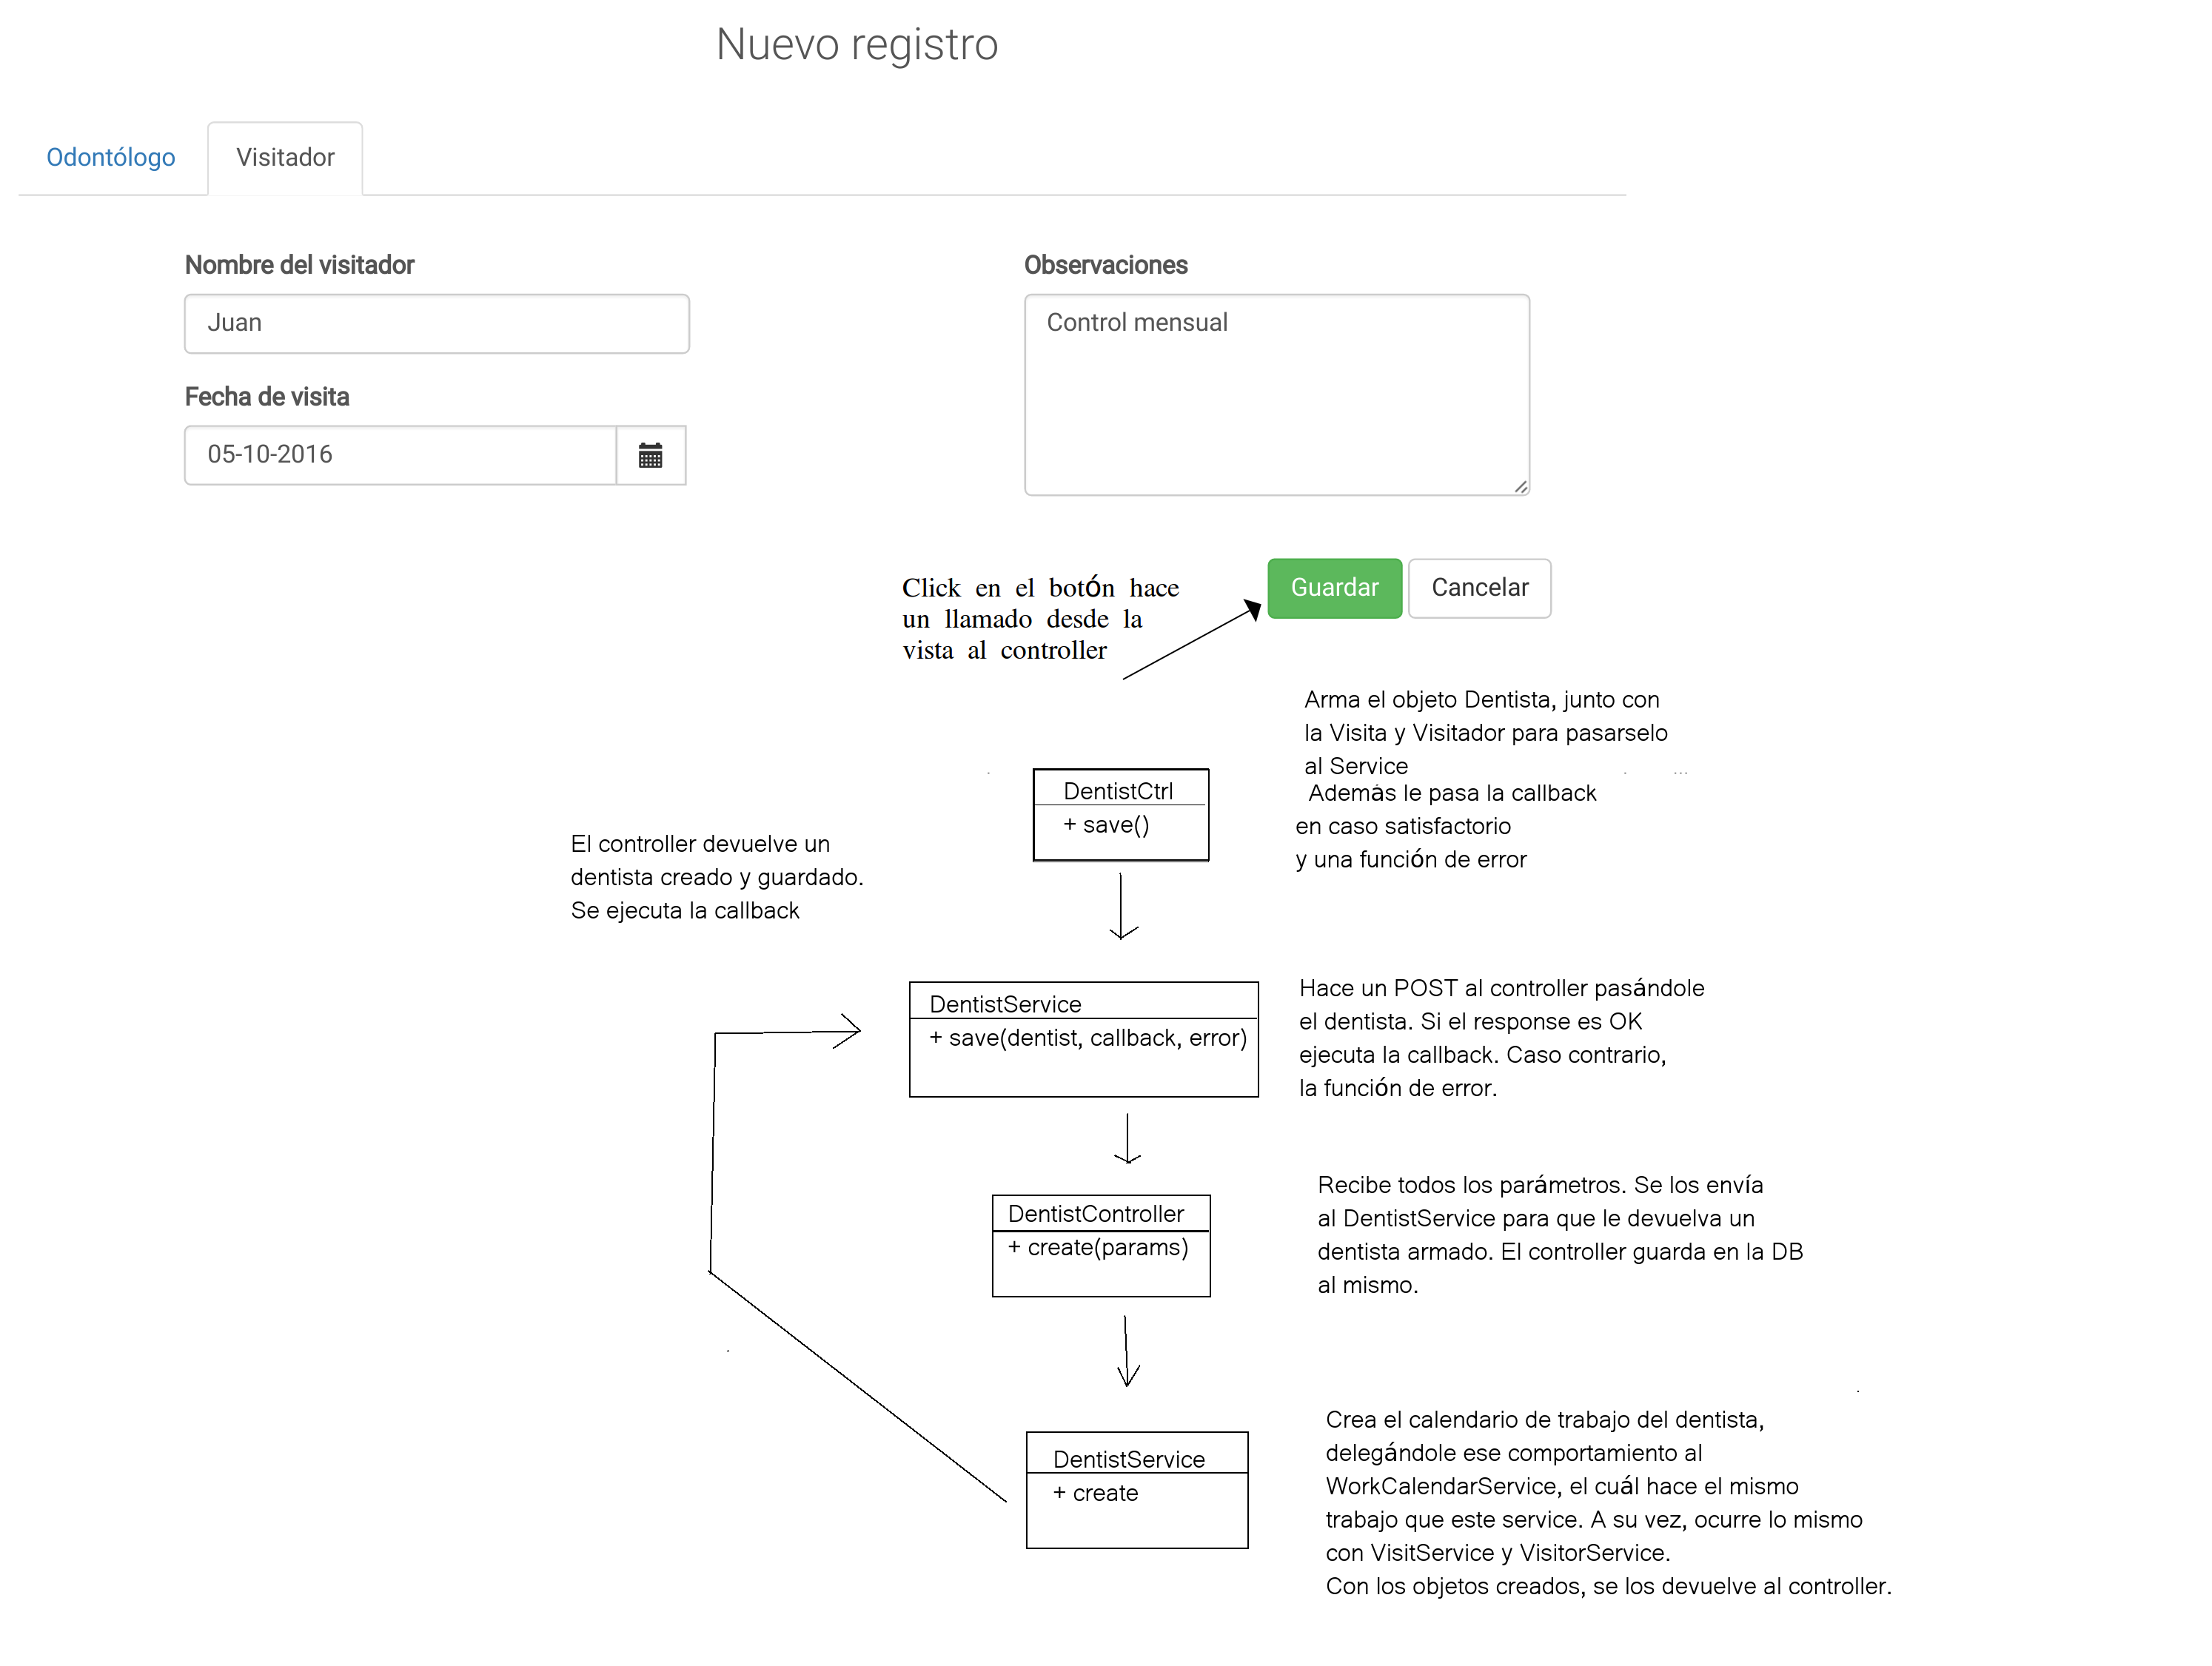 Nuevo registro
Odontólogo
Visitador
Nombre del visitador
Juan
Fecha de visita
05-10-2016
Observaciones
Control mensual
Guardar
Cancelar
Click en el botón hace
un llamado desde la
vista al controller
Arma el objeto Dentista, junto con
la Visita y Visitador para pasarselo
al Service
Además le pasa la callback
en caso satisfactorio
y una función de error
DentistCtrl
+ save()
El controller devuelve un
dentista creado y guardado.
Se ejecuta la callback
DentistService
+ save(dentist, callback, error)
Hace un POST al controller pasándole
el dentista. Si el response es OK
ejecuta la callback. Caso contrario,
la función de error.
DentistController
+ create(params)
Recibe todos los parámetros. Se los envía
al DentistService para que le devuelva un
dentista armado. El controller guarda en la DB
al mismo.
DentistService
+ create
Crea el calendario de trabajo del dentista,
delegándole ese comportamiento al
WorkCalendarService, el cuál hace el mismo
trabajo que este service. A su vez, ocurre lo mismo
con VisitService y VisitorService.
Con los objetos creados, se los devuelve al controller.